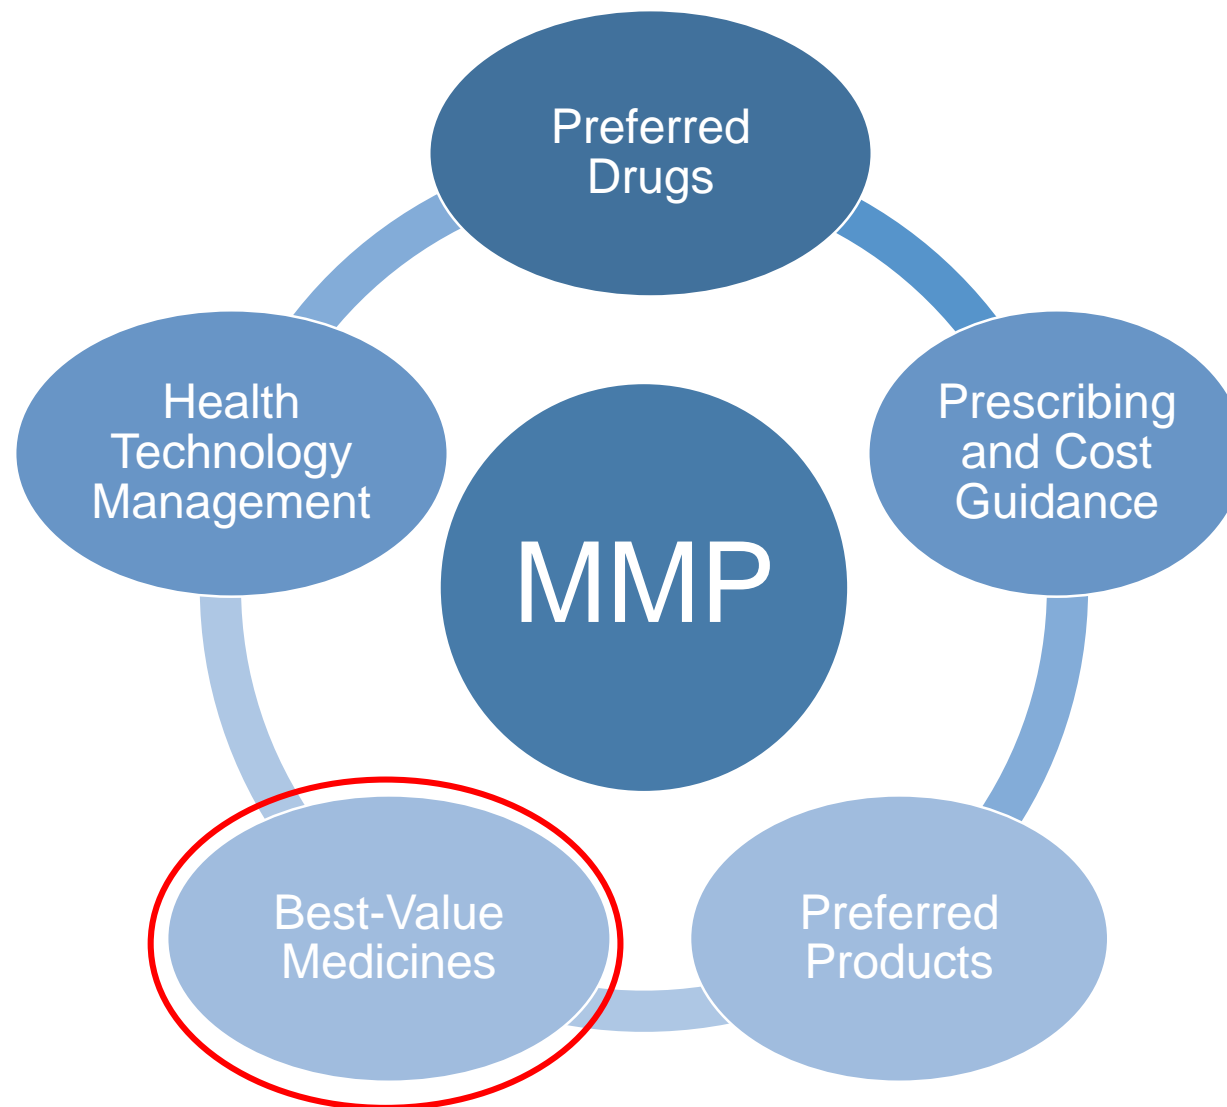 Preferred
Drugs
Health
Technology
Management
Prescribing
and Cost
Guidance
MMP
Best-Value
Medicines
Preferred
Products